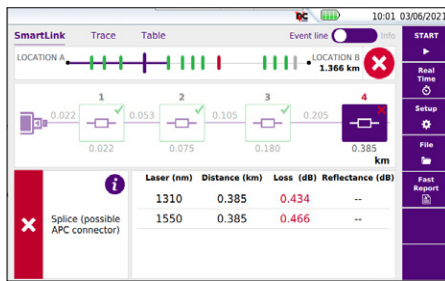 DC 10:01 03/06/2021
SmartLink Trace Table Event line Info
START
LOCATION A LOCATION B
1.366 km
Real
Time
1 2 3 4
0.022 0.053 0.105 0.205
Setup
0.022 0.075 0.180 0.385
km
File
Laser (nm) Distance (km) Loss (dB) Reflectance (dB)
Fast
Report
i
1310 0.385 0.434 --
Splice (possible
APC connector)
1550 0.385 0.466 --